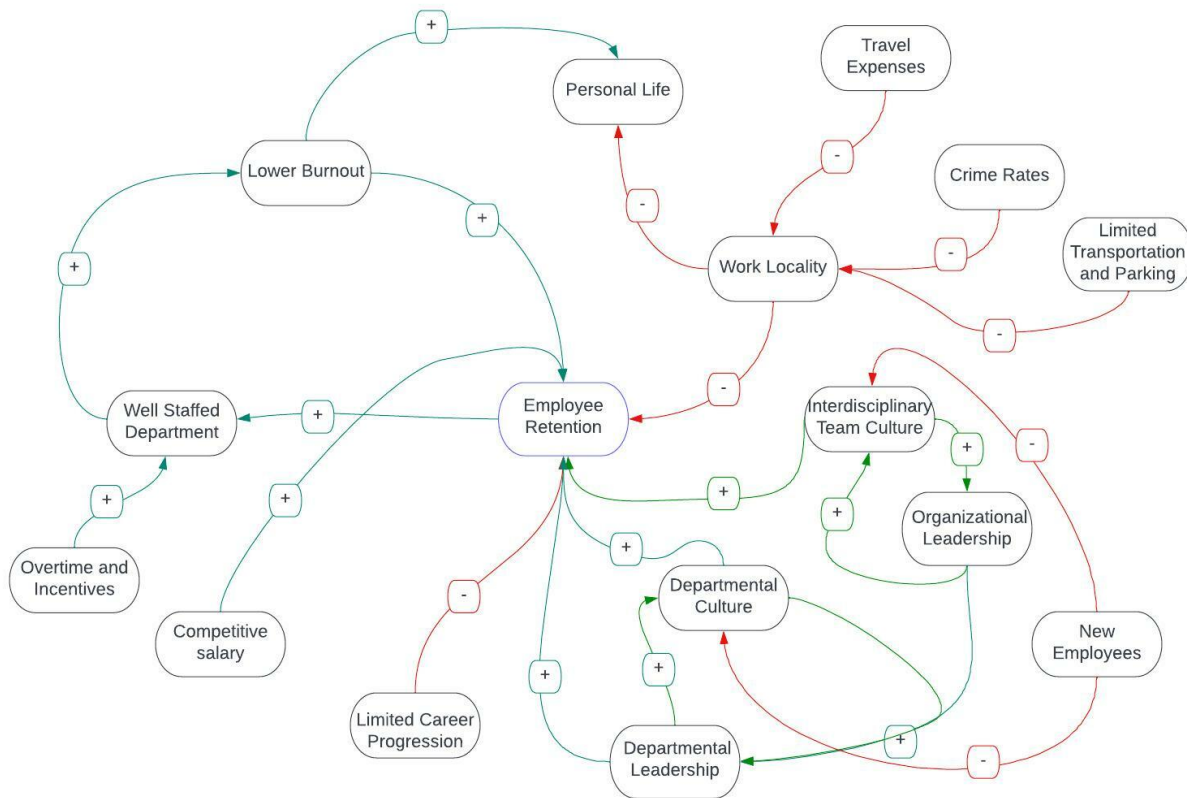 +
Travel
Expenses
Personal Life
-
Lower Burnout
Crime Rates
-
+
Limited
Transportation
and Parking
-
+
Work Locality
-
-
Employee
Retention
Interdisciplinary
Team Culture
Well Staffed
Department
+
-
+
-
+
+
+
+
Organizational
Leadership
Overtime and
Incentives
+
Departmental
Culture
-
Competitive
salary
New
Employees
+
+
Limited Career
Progression
Departmental
Leadership
+
-